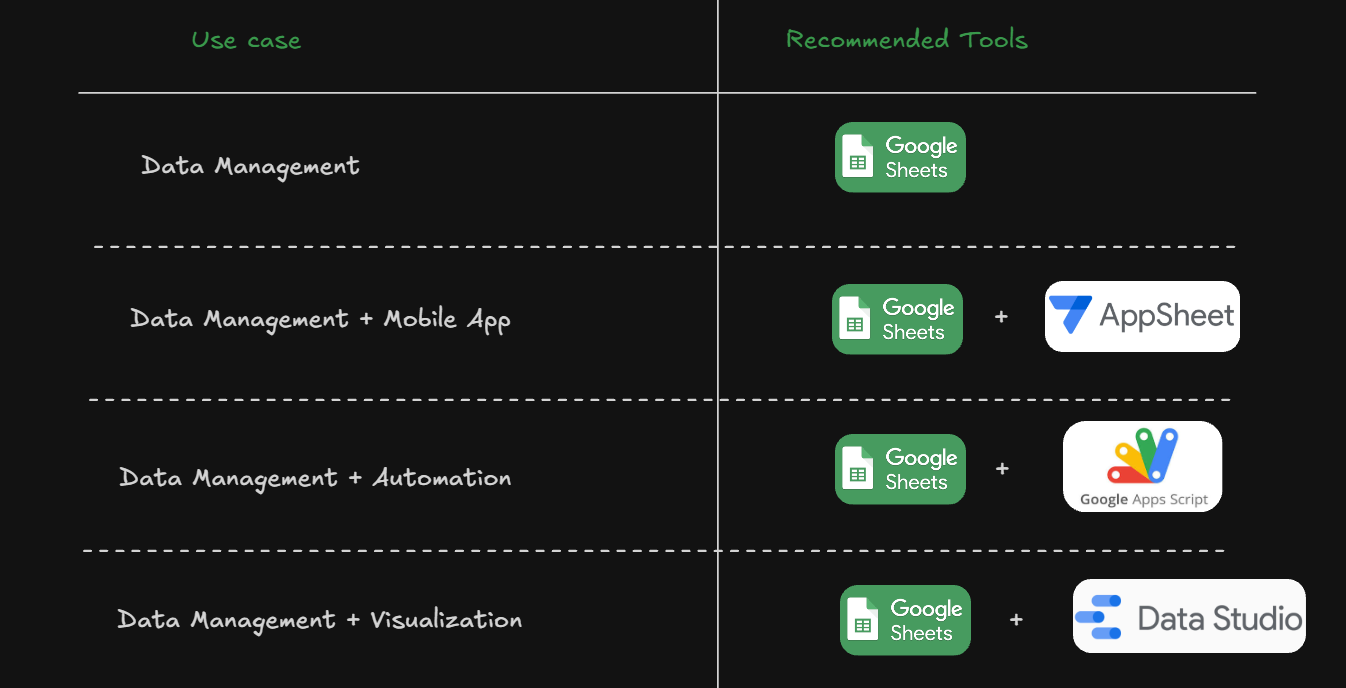 Use case
Recommended Tools
Data Management
Google
Sheets
Data Management + Mobile App
Google
Sheets
+
AppSheet
Data Management + Automation
Google
Sheets
+
Google Apps Script
Data Management + Visualization
Google
Sheets
+
Data Studio